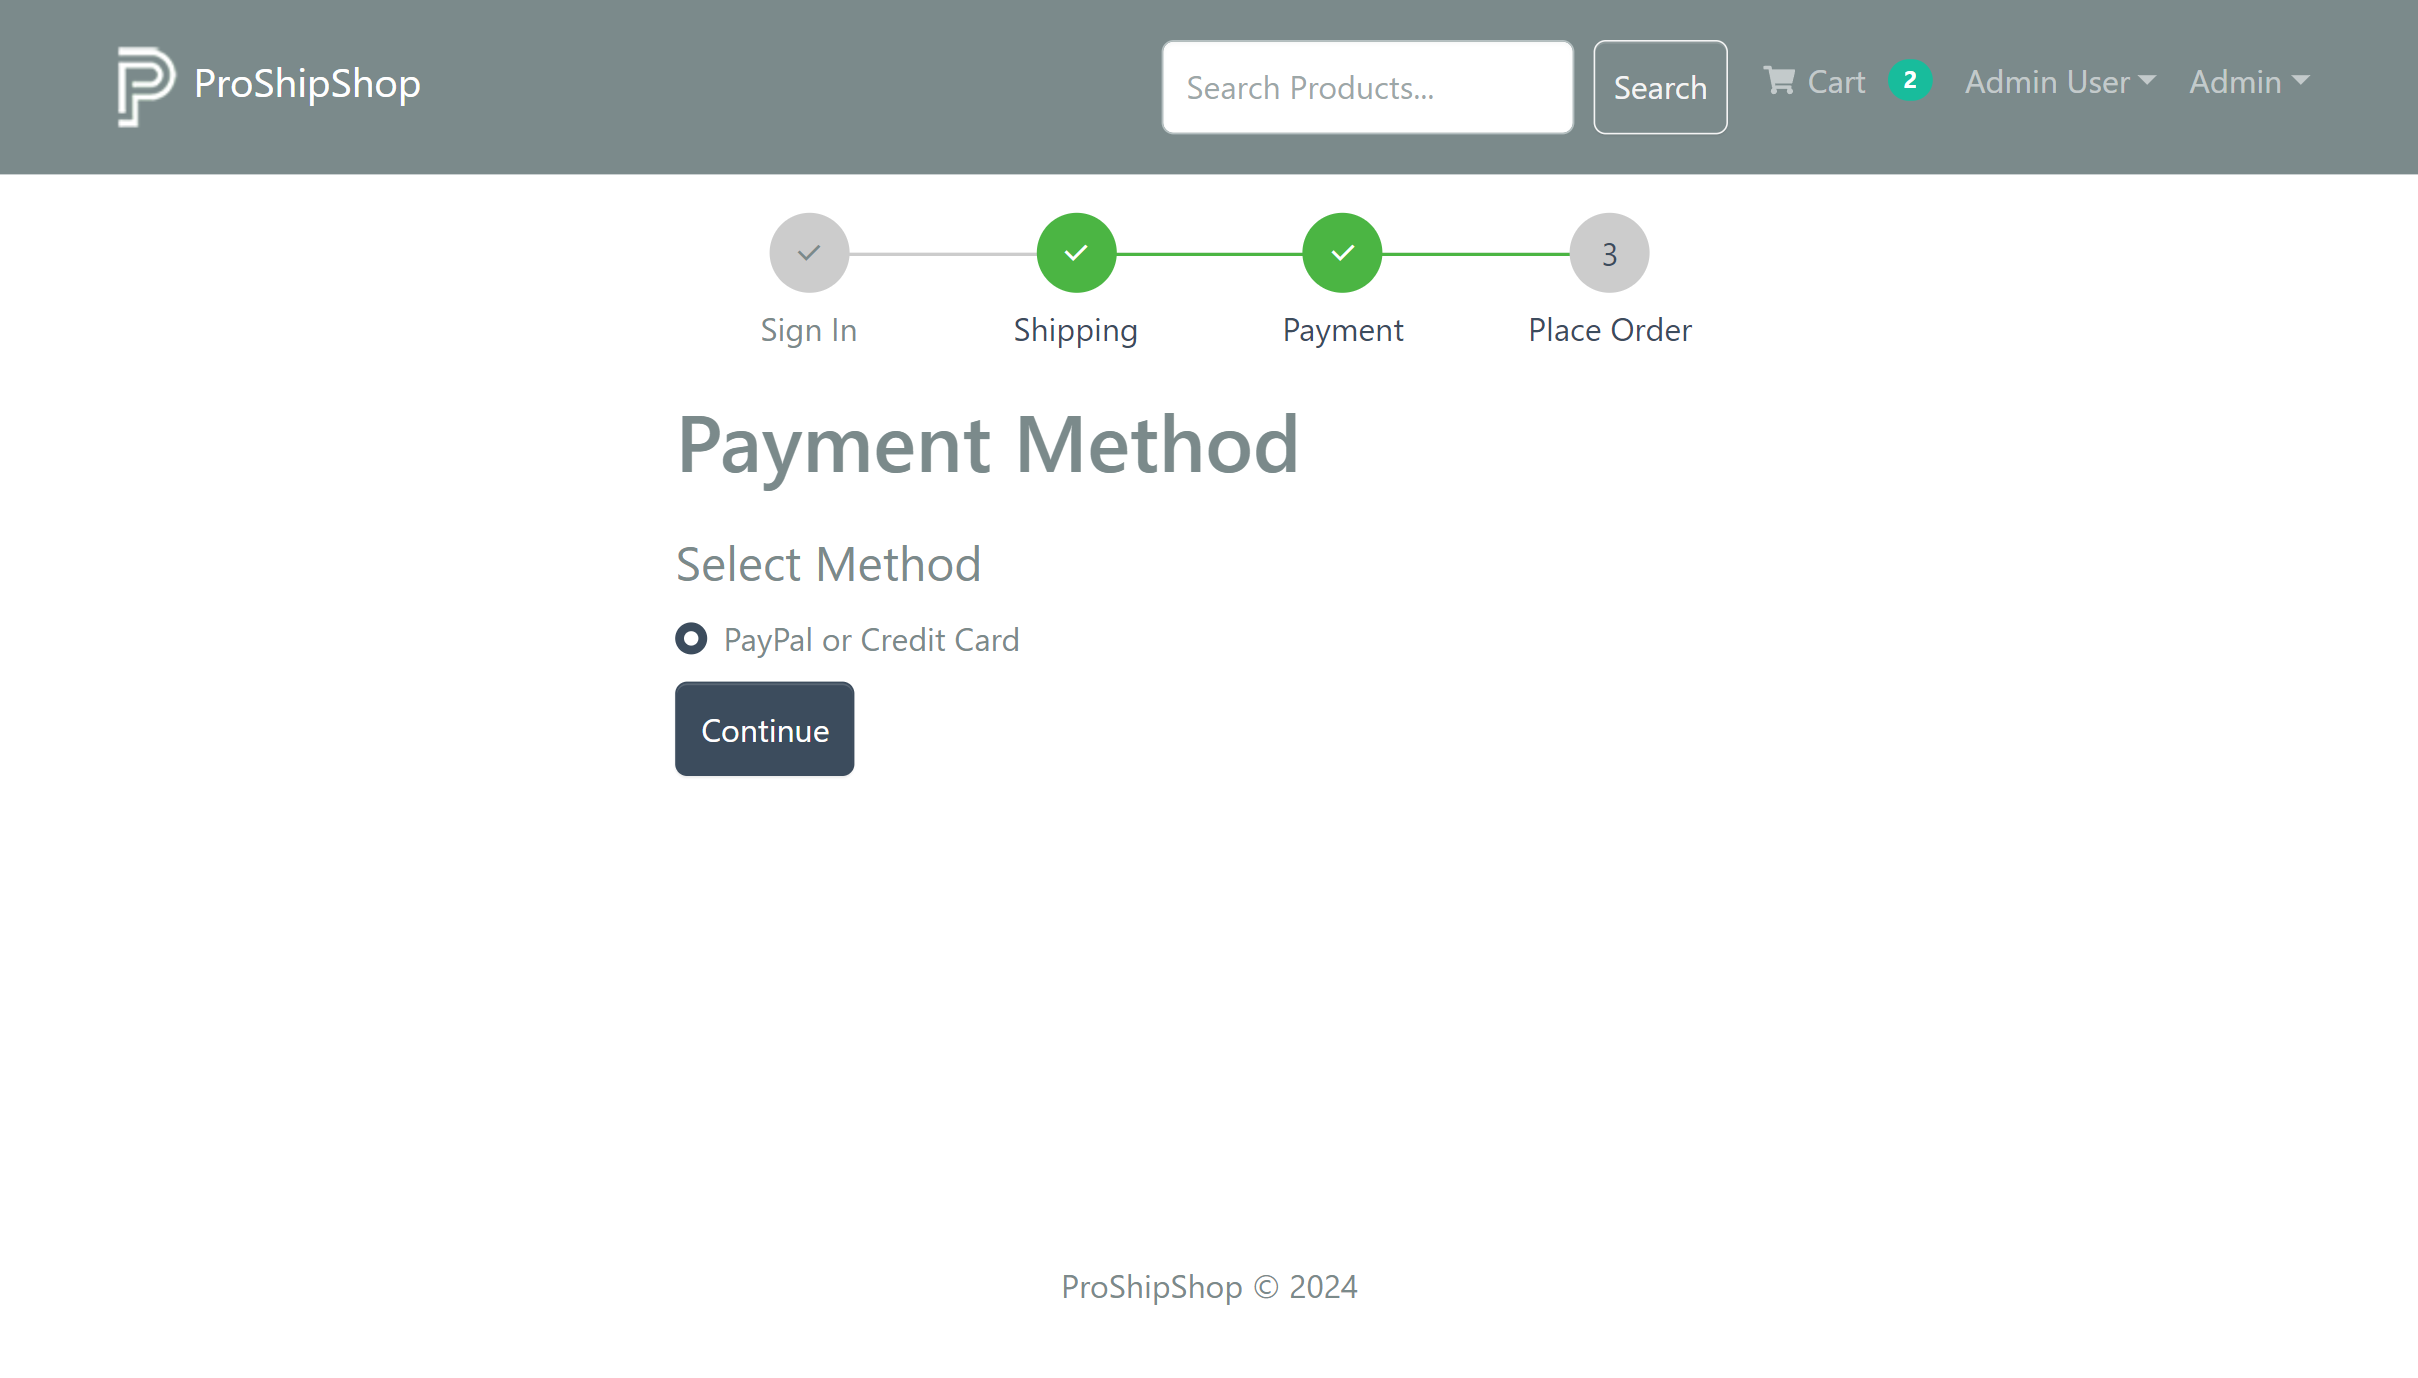 ProShipShop
Search Products...
Search
Cart 2
Admin User
Admin
3
Sign In
Shipping
Payment
Place Order
Payment Method
Select Method
PayPal or Credit Card
Continue
ProShipShop © 2024